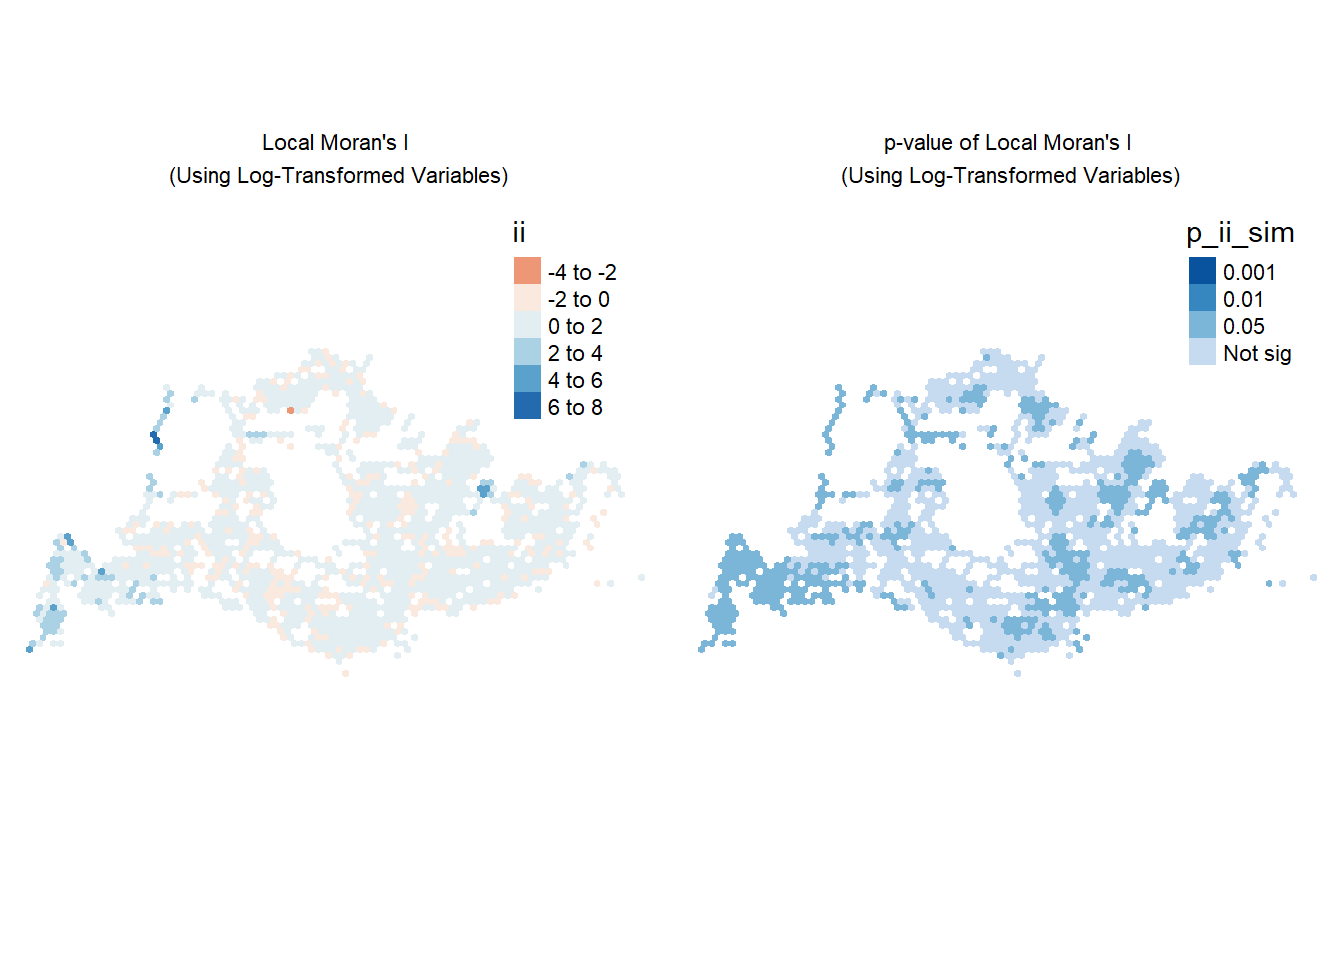 Local Moran's I
(Using Log-Transformed Variables)
ii
-4 to -2
-2 to 0
0 to 2
2 to 4
4 to 6
6 to 8
p-value of Local Moran's I
(Using Log-Transformed Variables)
p_ii_sim
0.001
0.01
0.05
Not sig